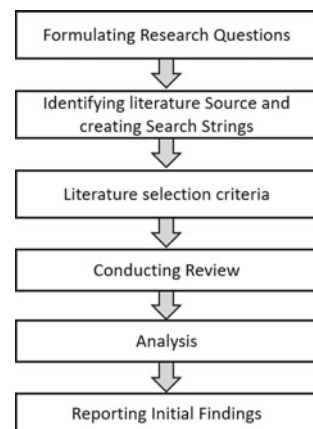 Formulating Research Questions
Identifying literature Source and
creating Search Strings
Literature selection criteria
Conducting Review
Analysis
Reporting Initial Findings